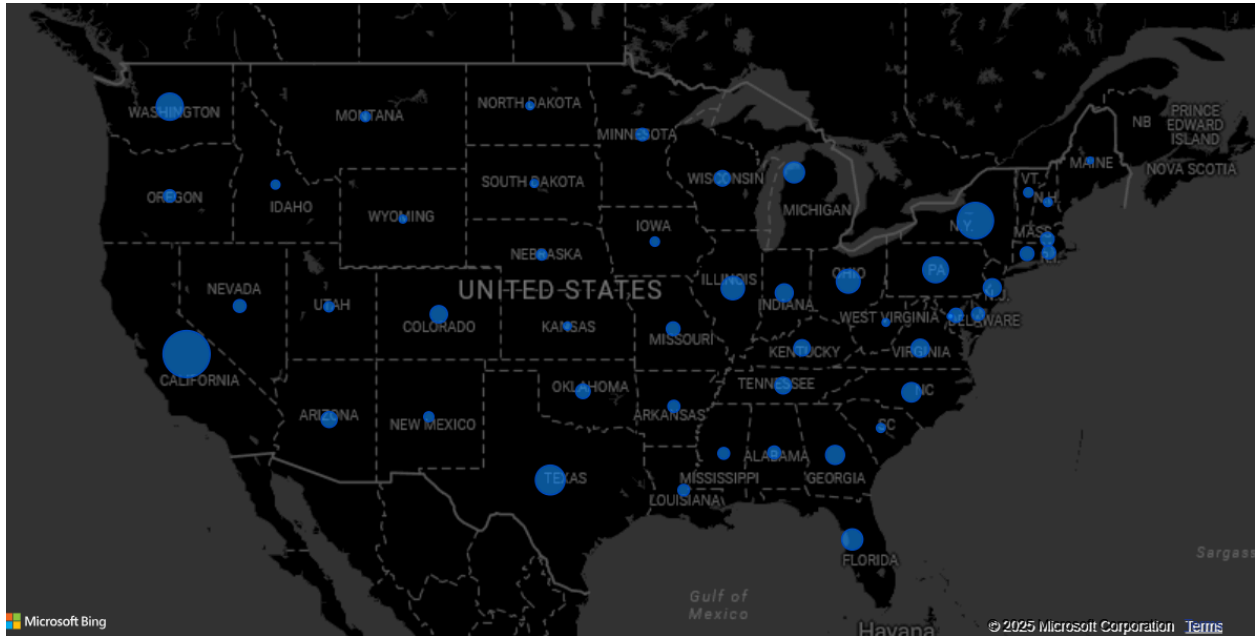 WASHINGTON
MONTANA
NORTH DAKOTA
MINNESOTA
NB
PRINCE
EDWARD
ISLAND
MAINE
NOVA SCOTIA
OREGON
IDAHO
WYOMING
SOUTH DAKOTA
WISCONSIN
MICHIGAN
VT.
N.H.
N.Y.
MASS.
R.I.
IOWA
NEBRASKA
NEVADA
UTAH
COLORADO
UNITED STATES
KANSAS
MISSOURI
ILLINOIS
INDIANA
OHIO
PA
N.J.
WEST VIRGINIA
DELAWARE
KENTUCKY
VIRGINIA
CALIFORNIA
ARIZONA
NEW MEXICO
OKLAHOMA
ARKANSAS
TENNESSEE
NC
SC
TEXAS
LOUISIANA
MISSISSIPPI
ALABAMA
GEORGIA
FLORIDA
Sargass
Gulf of
Mexico
Havana
Microsoft Bing
© 2025 Microsoft Corporation Terms